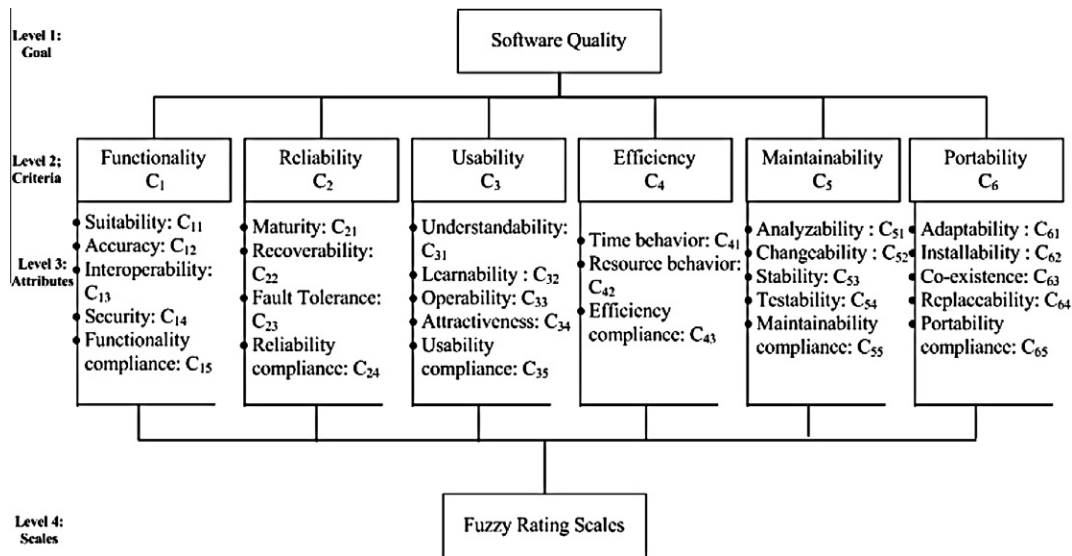 Level 1:
Goal
Software Quality
Level 2;
Criteria
Functionality
C₁
Reliability
C₂
Usability
C₃
Efficiency
C₄
Maintainability
C₅
Portability
C₆
Level 3:
Attributes
Suitability: C₁₁
Accuracy: C₁₂
Interoperability:
C₁₃
Security: C₁₄
Functionality
compliance: C₁₅
Maturity: C₂₁
Recoverability:
C₂₂
Fault Tolerance:
C₂₃
Reliability
compliance: C₂₄
Understandability:
C₃₁
Learnability : C₃₂
Operability: C₃₃
Attractiveness: C₃₄
Usability
compliance: C₃₅
Time behavior: C₄₁
Resource behavior:
C₄₂
Efficiency
compliance: C₄₃
Analyzability : C₅₁
Changeability : C₅₂
Stability: C₅₃
Testability: C₅₄
Maintainability
compliance: C₅₅
Adaptability : C₆₁
Installability : C₆₂
Co-existence: C₆₃
Replaceability: C₆₄
Portability
compliance: C₆₅
Level 4:
Scales
Fuzzy Rating Scales